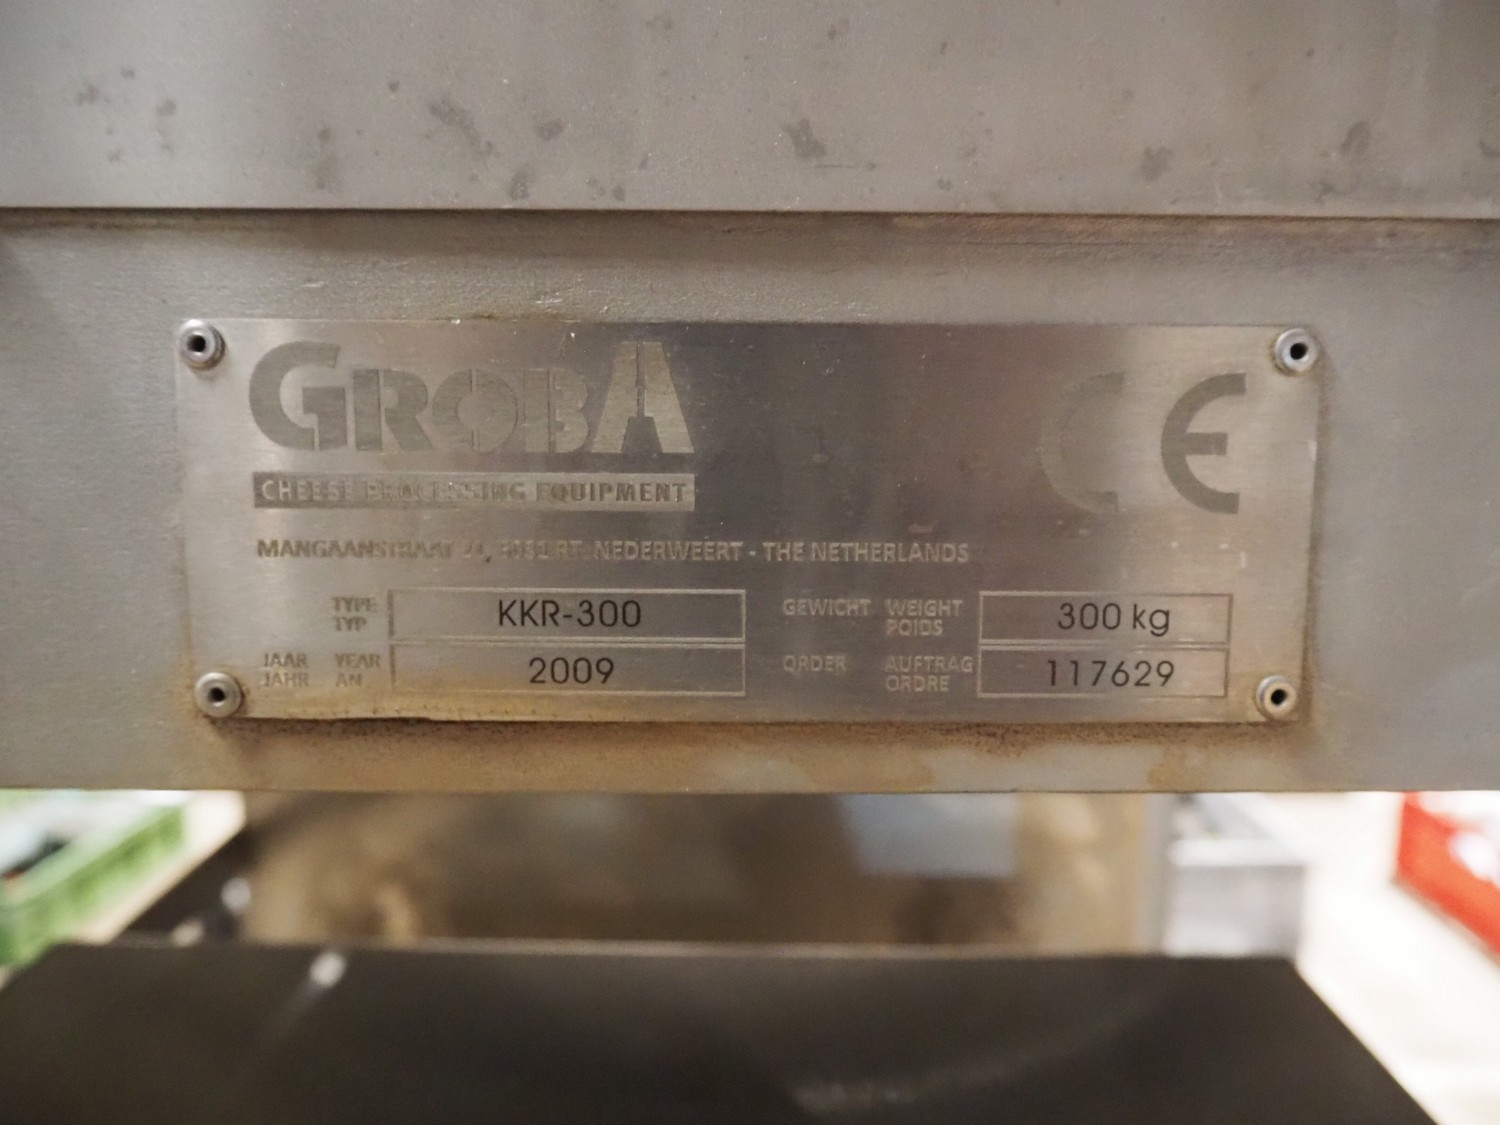 GROBA
CE
CHEESE PROCESSING EQUIPMENT
MANGAANSTRAAT NEDERWEERT - THE NETHERLANDS
TYPE KKR-300 GEWICHT WEIGHT 300 kg
TYP POIDS
JAAR YEAR 2009 ORDER AUFTRAG 117629
JAHR AN ORDRE